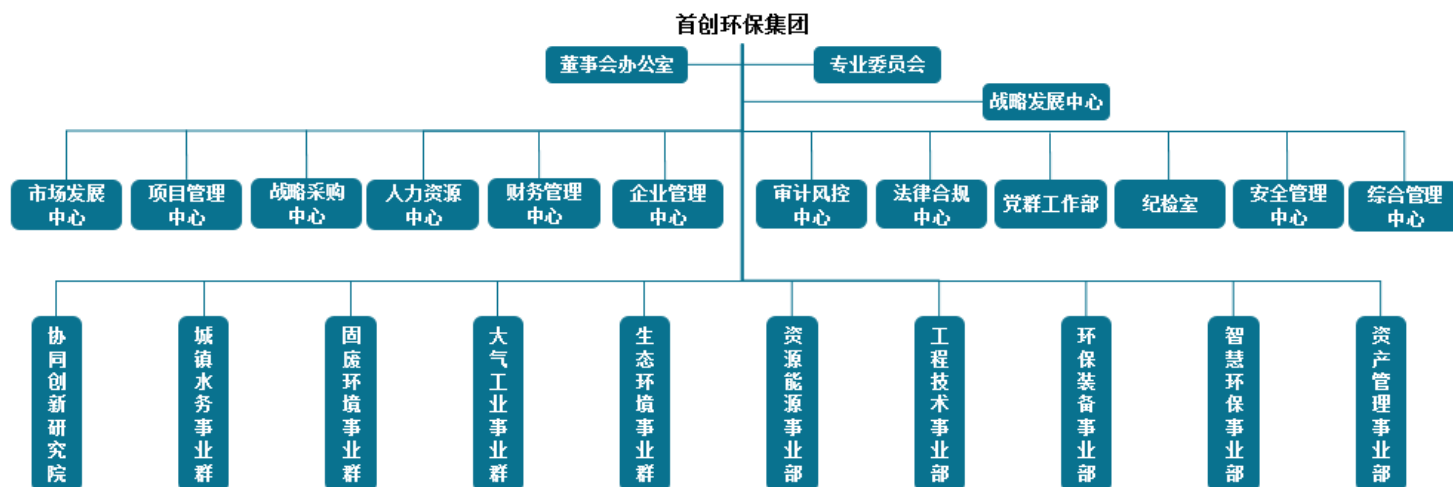 首创环保集团
董事会办公室
专业委员会
战略发展中心
市场发展
中心
项目管理
中心
战略采购
中心
人力资源
中心
财务管理
中心
企业管理
中心
审计风控
中心
法律合规
中心
党群工作部
纪检室
安全管理
中心
综合管理
中心
协同创新研究院
城镇水务事业群
固废环境事业群
大气工业事业群
生态环境事业群
资源能源事业部
工程技术事业部
环保装备事业部
智慧环保事业部
资产管理事业部